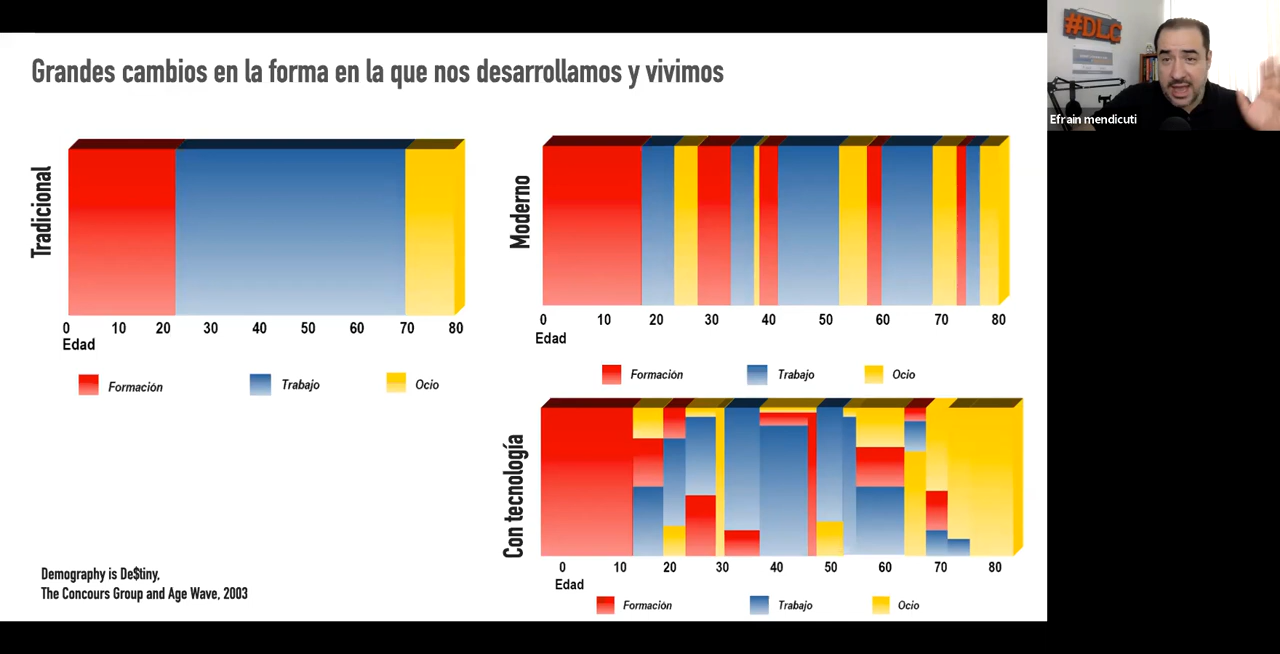 Grandes cambios en la forma en la que nos desarrollamos y vivimos
#DLC
Efrain mendicuti
Tradicional
0 10 20 30 40 50 60 70 80
Edad
Formación Trabajo Ocio
Moderno
0 10 20 30 40 50 60 70 80
Edad
Formación Trabajo Ocio
Con tecnología
0 10 20 30 40 50 60 70 80
Edad
Formación Trabajo Ocio
Demography is De$tiny,
The Concours Group and Age Wave, 2003